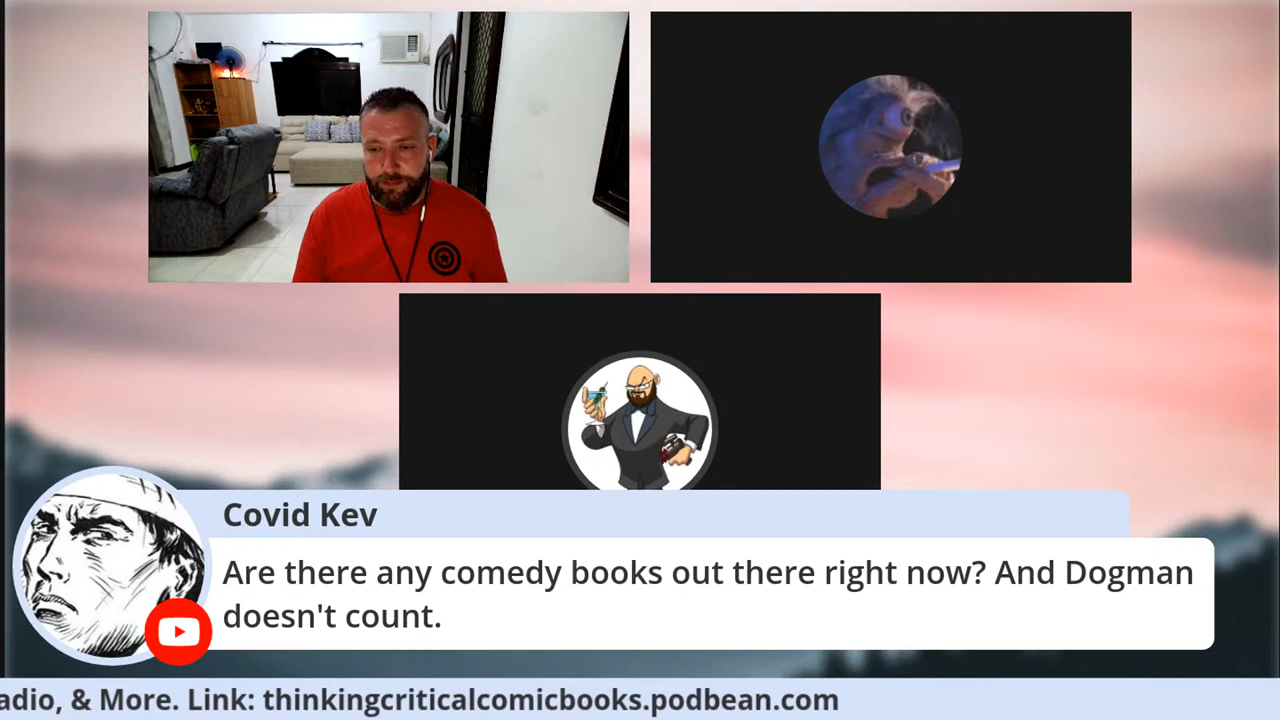 Covid Kev
Are there any comedy books out there right now? And Dogman
doesn't count.
adio, & More. Link: thinkingcriticalcomicbooks.podbean.com